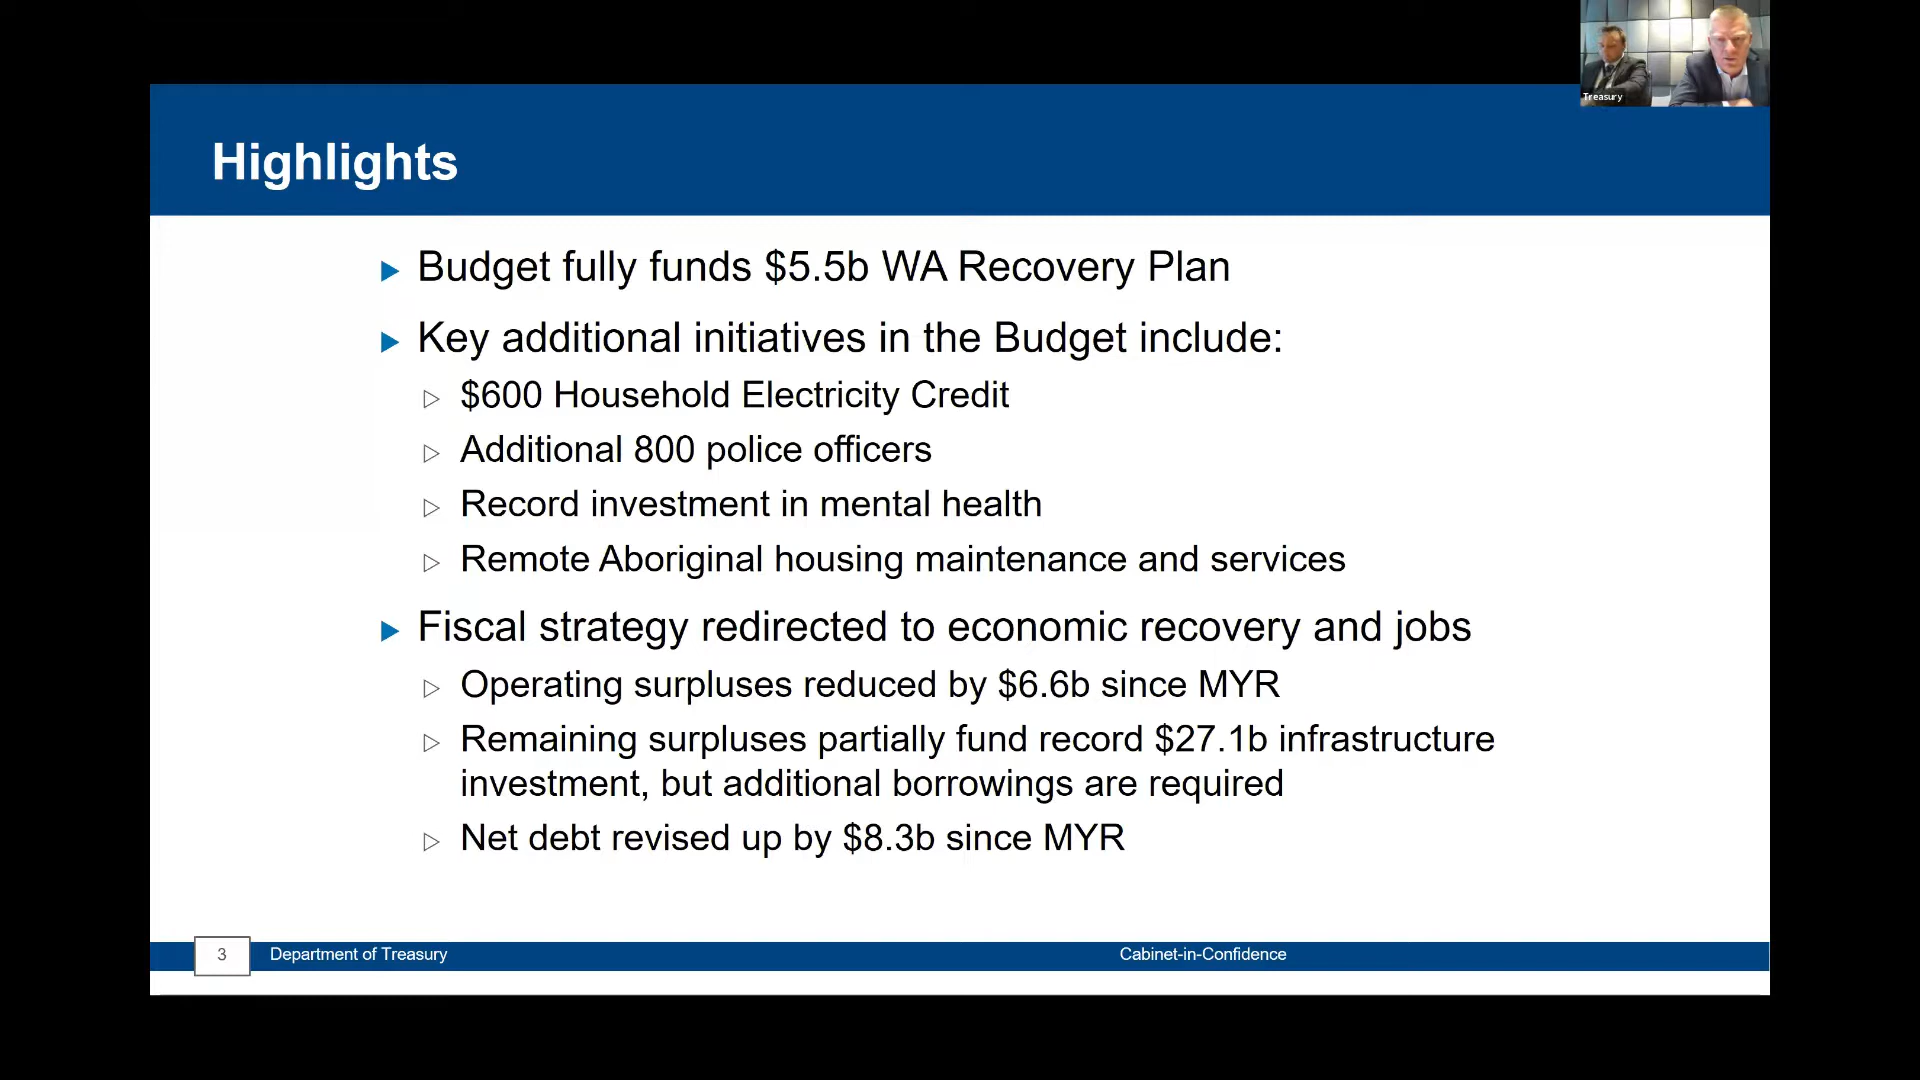 Treasury
Highlights
Budget fully funds $5.5b WA Recovery Plan
Key additional initiatives in the Budget include:
$600 Household Electricity Credit
Additional 800 police officers
Record investment in mental health
Remote Aboriginal housing maintenance and services
Fiscal strategy redirected to economic recovery and jobs
Operating surpluses reduced by $6.6b since MYR
Remaining surpluses partially fund record $27.1b infrastructure
investment, but additional borrowings are required
Net debt revised up by $8.3b since MYR
3 Department of Treasury Cabinet-in-Confidence